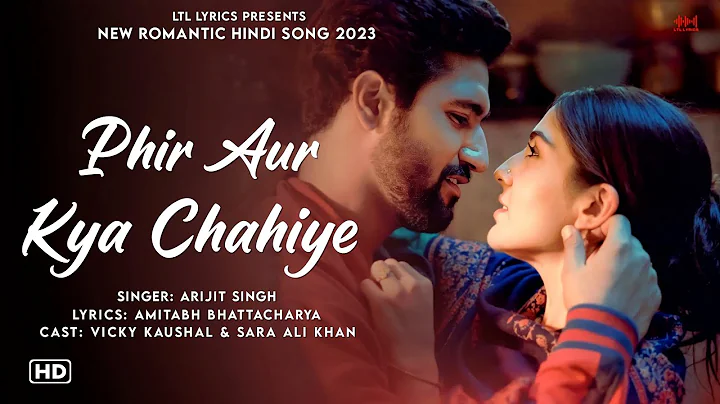 LTL LYRICS PRESENTS
NEW ROMANTIC HINDI SONG 2023
Phir Aur
Kya Chahiye
SINGER: ARIJIT SINGH
LYRICS: AMITABH BHATTACHARYA
CAST: VICKY KAUSHAL & SARA ALI KHAN
HD